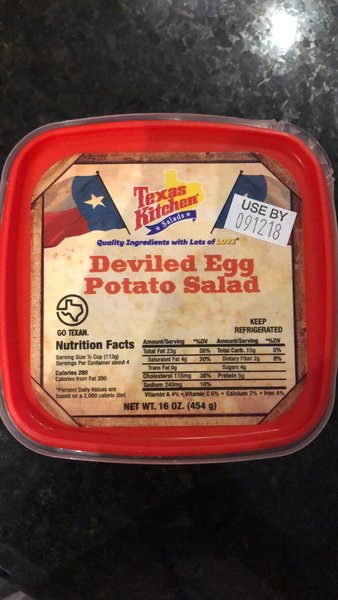 Texas
Kitchen
Salads
Quality Ingredients with Lots of LOVE
USE BY
091218
Deviled Egg
Potato Salad
GO TEXAN.
KEEP
REFRIGERATED
Nutrition Facts
Serving Size ½ Cup (113g)
Servings Per Container about 4
Calories 280
Calories from Fat 200
*Percent Daily Values are
based on a 2,000 calorie diet.
Amount/Serving *%DV Amount/Serving *%DV
Total Fat 23g 35% Total Carb. 15g 5%
Saturated Fat 4g 20% Dietary Fiber 2g 8%
Trans Fat 0g Sugars 4g
Cholesterol 115mg 38% Protein 5g
Sodium 240mg 10%
Vitamin A 4% • Vitamin C 6% • Calcium 2% • Iron 4%
NET WT. 16 OZ. (454 g)